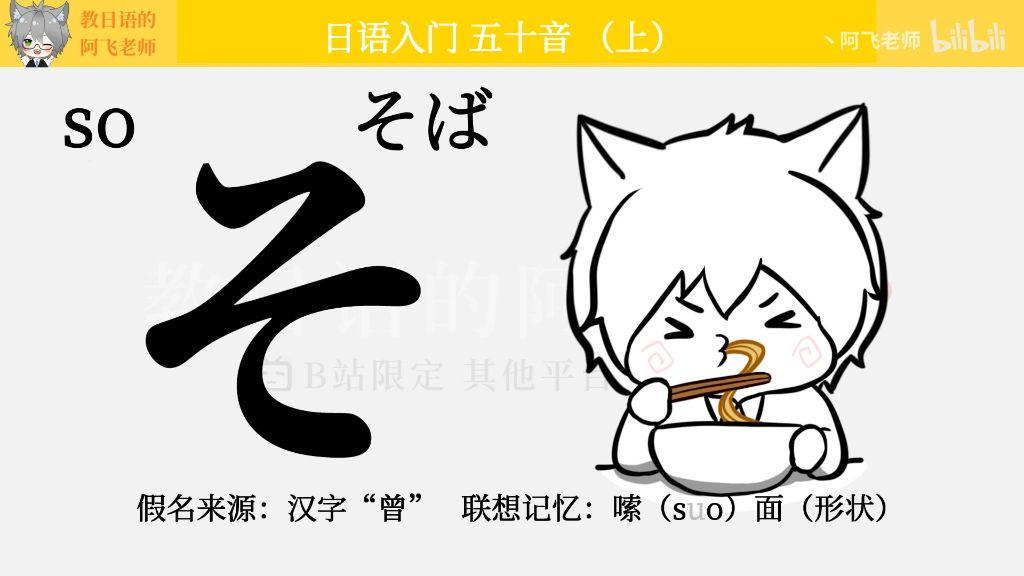 教日语的
阿飞老师
日语入门 五十音 （上）
丶阿飞老师 bilibili
so
そば
そ
教日语的阿
B站限定 其他平台
假名来源：汉字“曾” 联想记忆：嗦（suo）面（形状）